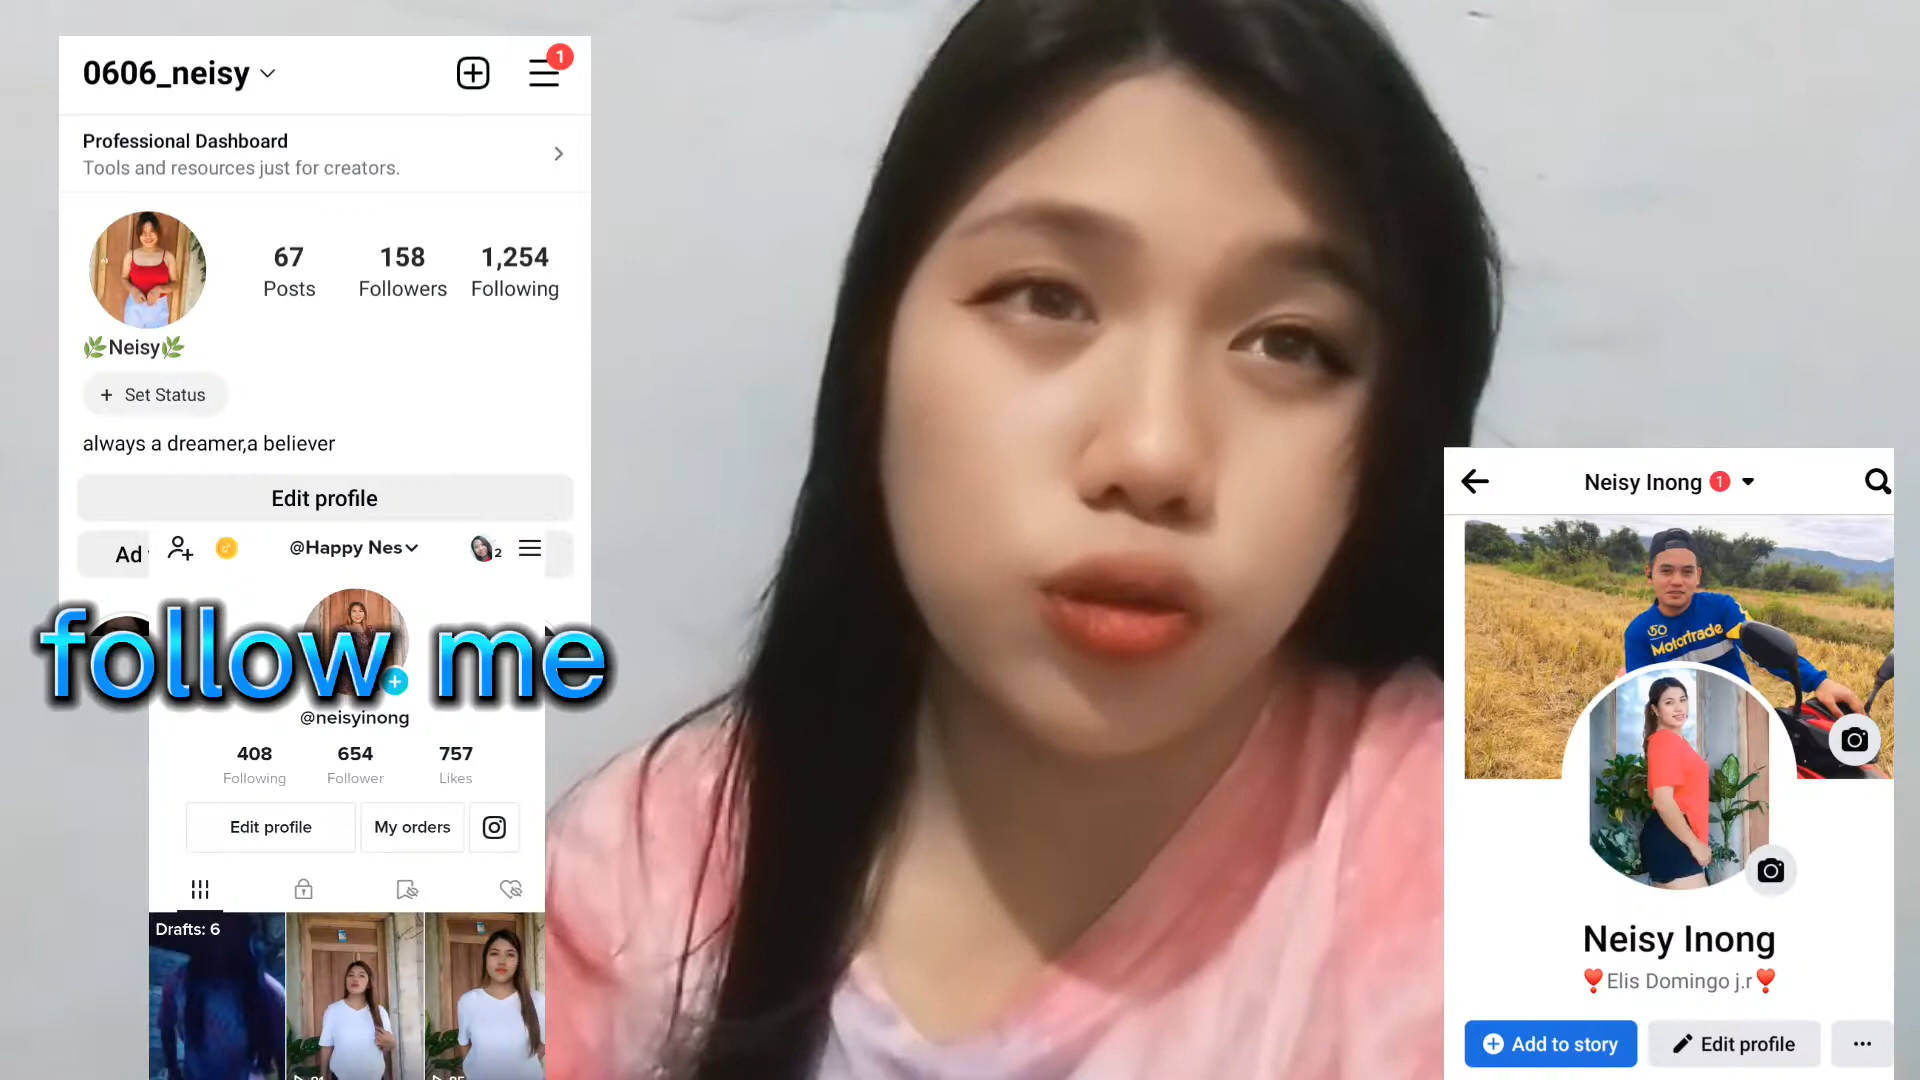 0606_neisy
1
Professional Dashboard
Tools and resources just for creators.
67
158
1,254
Posts
Followers
Following
🌿Neisy🌿
+ Set Status
always a dreamer,a believer
Edit profile
Ad
@Happy Nes
2
follow me
@neisyinong
408
654
757
Following
Follower
Likes
Edit profile
My orders
Drafts: 6
Neisy Inong 1
Motortrade
Neisy Inong
❣️Elis Domingo j.r❣️
Add to story
Edit profile